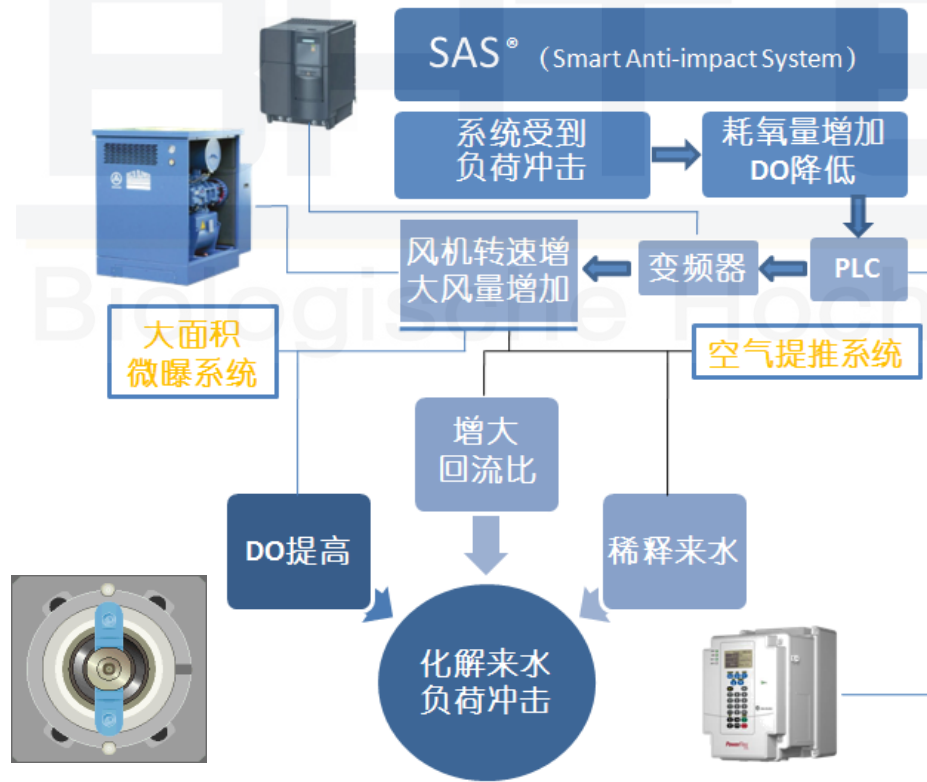 SAS® （Smart Anti-impact System）
系统受到
负荷冲击
耗氧量增加
DO降低
风机转速增
大风量增加
变频器
PLC
Biologische Hoch
大面积
微曝系统
空气提推系统
增大
回流比
DO提高
稀释来水
化解来水
负荷冲击
PowerFlex